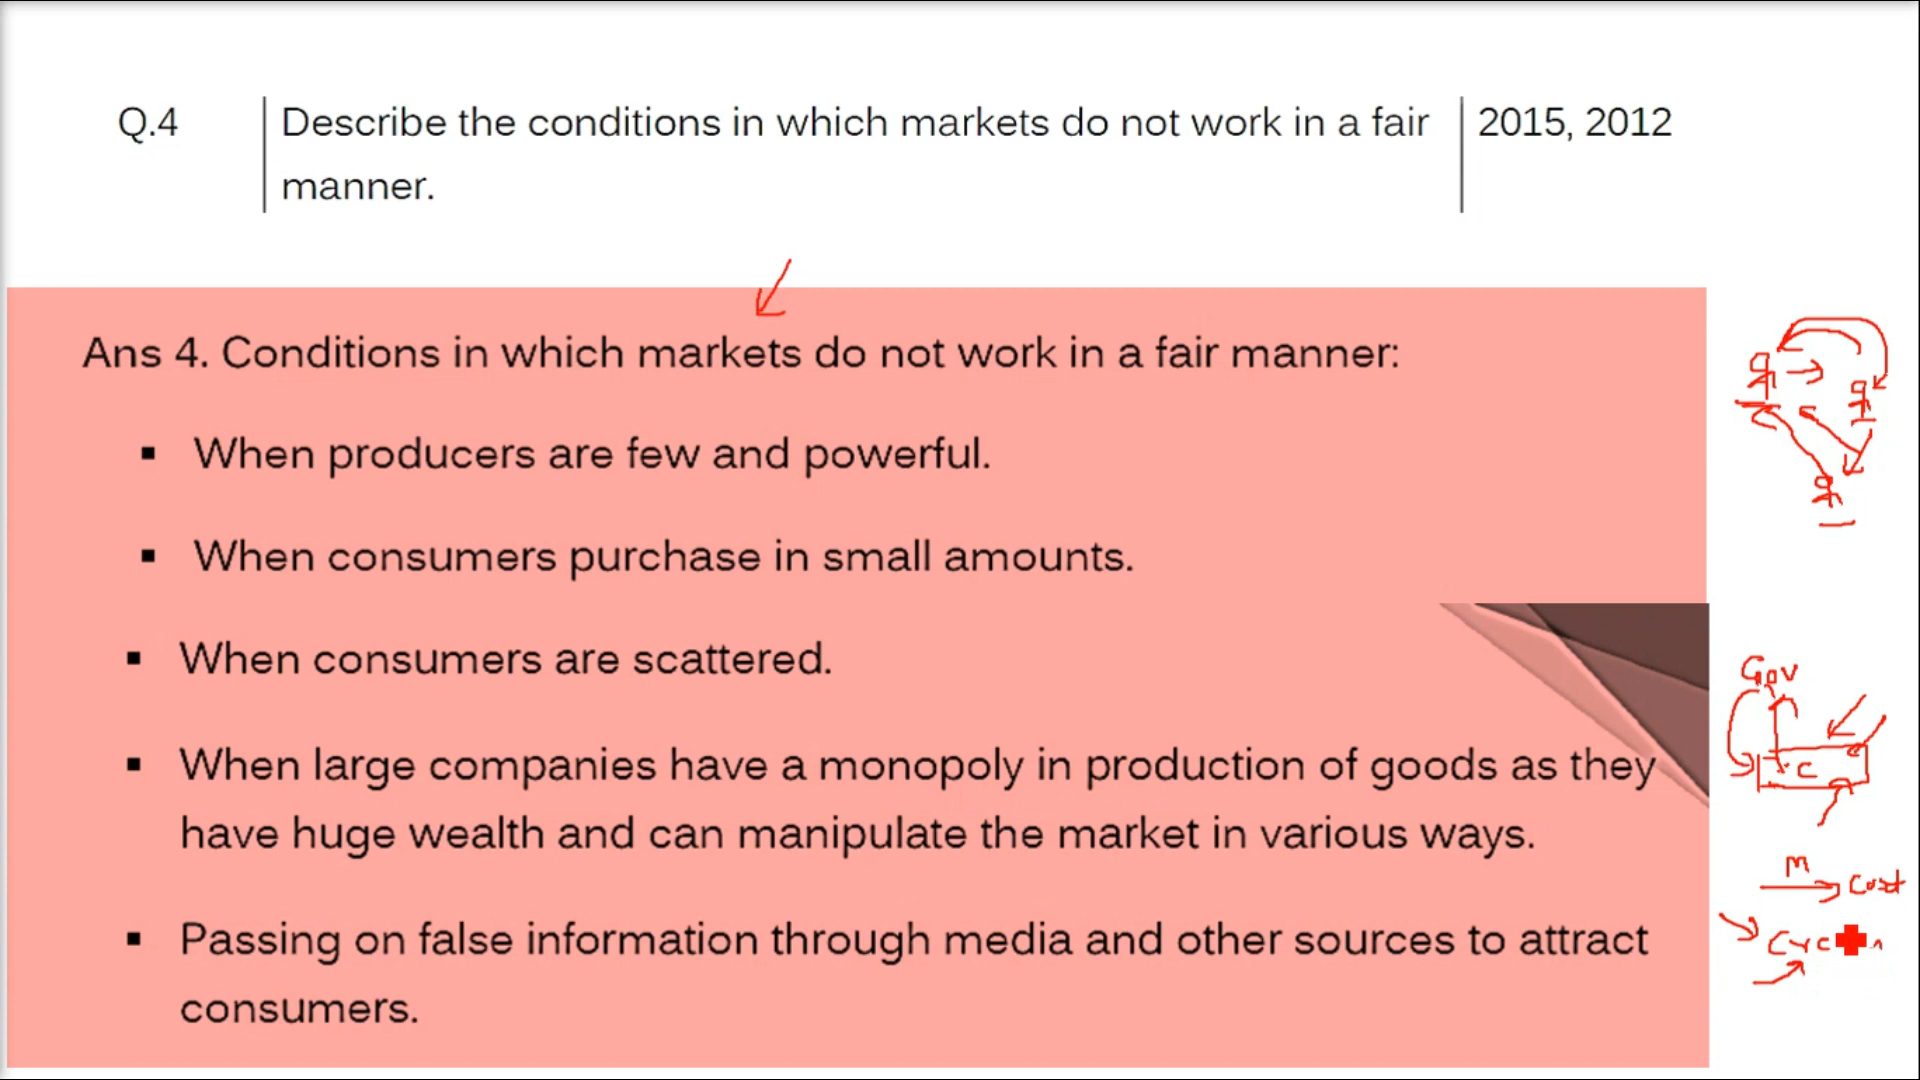 Q.4
Describe the conditions in which markets do not work in a fair
manner.
2015, 2012
Ans 4. Conditions in which markets do not work in a fair manner:
▪ When producers are few and powerful.
▪ When consumers purchase in small amounts.
▪ When consumers are scattered.
▪ When large companies have a monopoly in production of goods as they
have huge wealth and can manipulate the market in various ways.
▪ Passing on false information through media and other sources to attract
consumers.
Gov
C
M
Cost